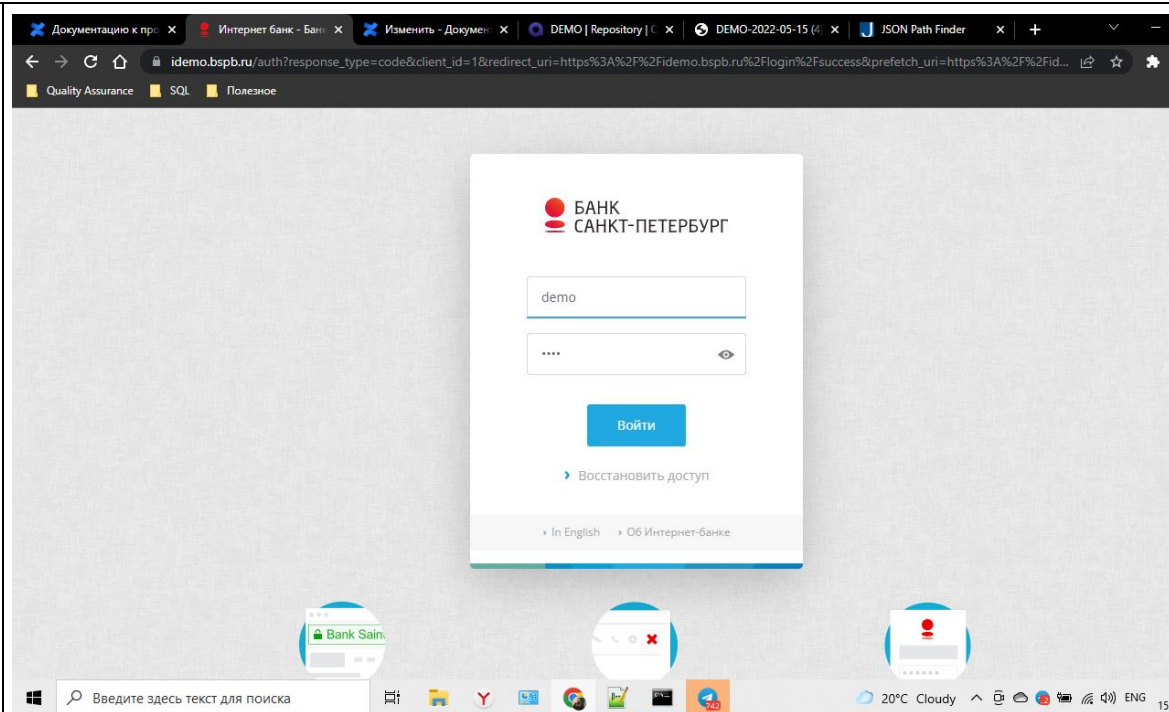 Документацию к про
Интернет банк - Бан
Изменить - Докумен
DEMO | Repository | C
DEMO-2022-05-15 (4)
JSON Path Finder
idemo.bspb.ru/auth?response_type=code&client_id=1&redirect_uri=https%3A%2F%2Fidemo.bspb.ru%2Flogin%2Fsuccess&prefetch_uri=https%3A%2F%2Fid...
Quality Assurance
SQL
Полезное
БАНК
САНКТ-ПЕТЕРБУРГ
demo
••••
Войти
Восстановить доступ
In English
Об Интернет-банке
Bank Sain
Введите здесь текст для поиска
742
20°C Cloudy
ENG
15